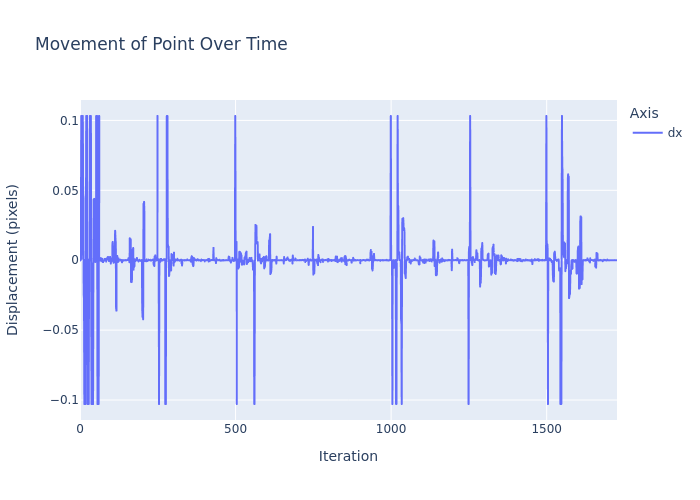 Movement of Point Over Time
Axis
dx
0.1
0.05
0
−0.05
−0.1
Displacement (pixels)
0
500
1000
1500
Iteration